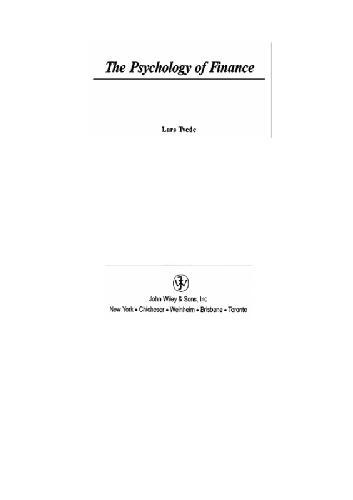 The Psychology of Finance
Lars Tvede
John Wiley & Sons, Inc
New York • Chichester • Weinheim • Brisbane • Toronto